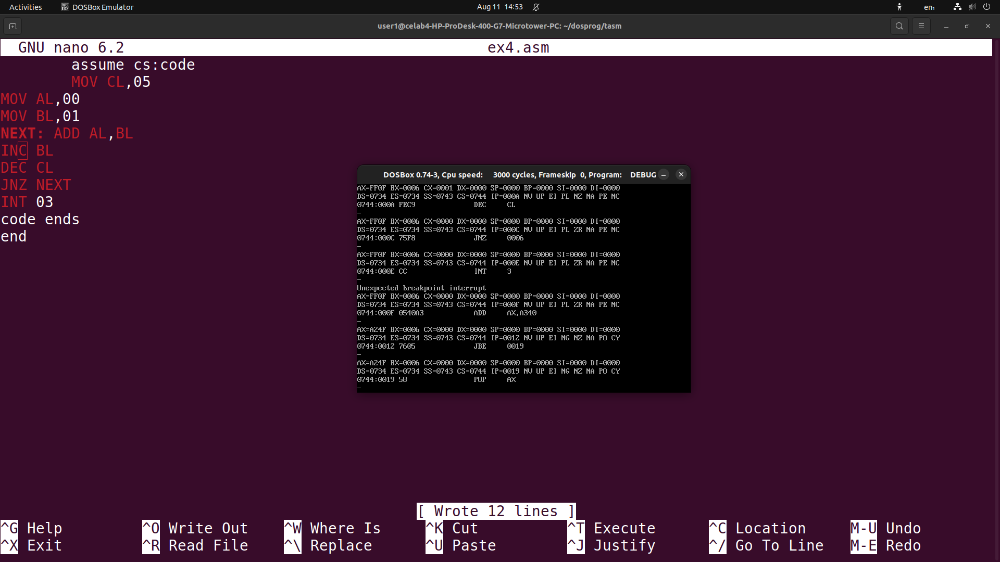 Activities DOSBox Emulator Aug 11 14:53 en1
user1@celab4-HP-ProDesk-400-G7-Microtower-PC: ~/dosprog/tasm
GNU nano 6.2 ex4.asm
assume cs:code
MOV CL,05
MOV AL,00
MOV BL,01
NEXT: ADD AL,BL
INC BL
DEC CL
JNZ NEXT
INT 03
code ends
end
DOSBox 0.74-3, Cpu speed: 3000 cycles, Frameskip 0, Program: DEBUG
AX=FF0F BX=0006 CX=0001 DX=0000 SP=0000 BP=0000 SI=0000 DI=0000
DS=0734 ES=0734 SS=0743 CS=0744 IP=000A NV UP EI PL NZ NA PE NC
0744:000A FEC9 DEC CL
-
AX=FF0F BX=0006 CX=0000 DX=0000 SP=0000 BP=0000 SI=0000 DI=0000
DS=0734 ES=0734 SS=0743 CS=0744 IP=000C NV UP EI PL ZR NA PE NC
0744:000C 75F8 JNZ 0006
-
AX=FF0F BX=0006 CX=0000 DX=0000 SP=0000 BP=0000 SI=0000 DI=0000
DS=0734 ES=0734 SS=0743 CS=0744 IP=000E NV UP EI PL ZR NA PE NC
0744:000E CC INT 3
-
Unexpected breakpoint interrupt
AX=FF0F BX=0006 CX=0000 DX=0000 SP=0000 BP=0000 SI=0000 DI=0000
DS=0734 ES=0734 SS=0743 CS=0744 IP=000F NV UP EI PL ZR NA PE NC
0744:000F 0540A3 ADD AX,A340
-
AX=A24F BX=0006 CX=0000 DX=0000 SP=0000 BP=0000 SI=0000 DI=0000
DS=0734 ES=0734 SS=0743 CS=0744 IP=0012 NV UP EI NG NZ NA PO CY
0744:0012 7605 JBE 0019
-
AX=A24F BX=0006 CX=0000 DX=0000 SP=0000 BP=0000 SI=0000 DI=0000
DS=0734 ES=0734 SS=0743 CS=0744 IP=0019 NV UP EI NG NZ NA PO CY
0744:0019 58 POP AX
-
[ Wrote 12 lines ]
^G Help ^O Write Out ^W Where Is ^K Cut ^T Execute ^C Location M-U Undo
^X Exit ^R Read File ^\ Replace ^U Paste ^J Justify ^/ Go To Line M-E Redo